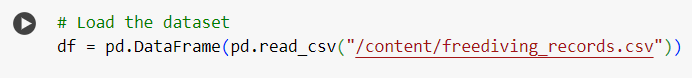 # Load the dataset
df = pd.DataFrame(pd.read_csv("/content/freediving_records.csv"))